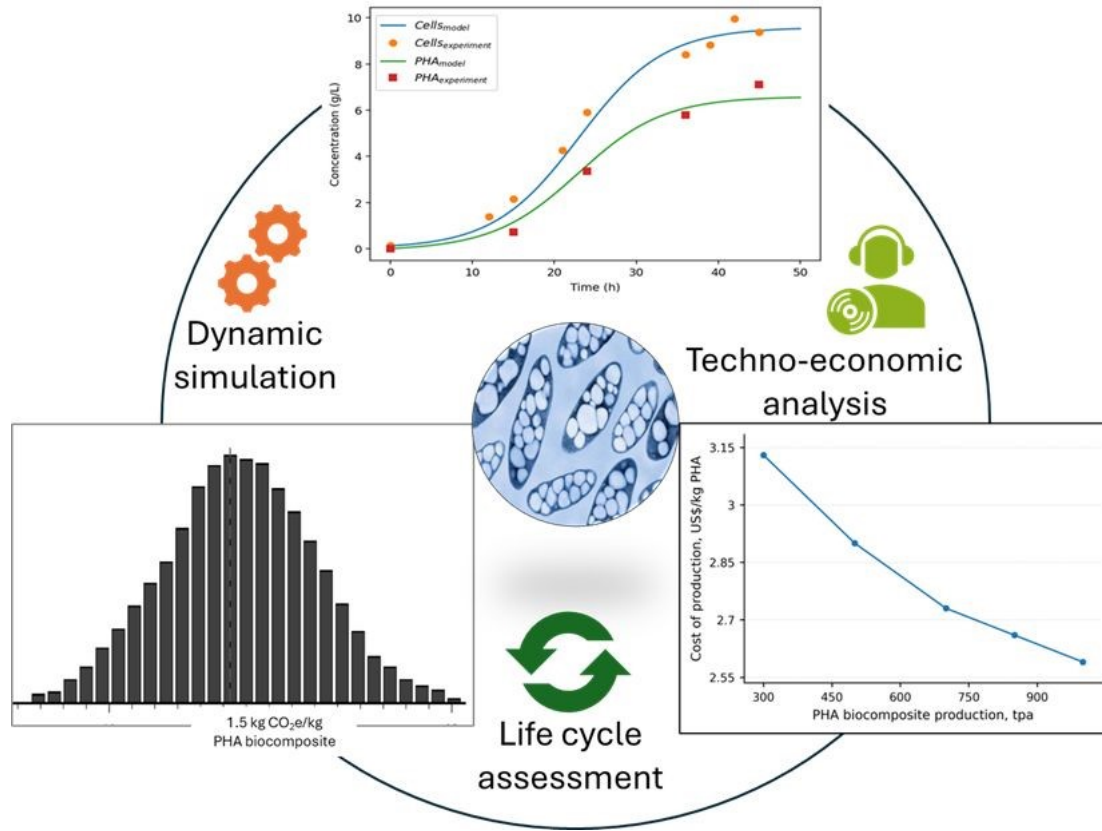 Cells_model
Cells_experiment
PHA_model
PHA_experiment
Concentration (g/L)
10
8
6
4
2
0
0 10 20 30 40 50
Time (h)
Dynamic
simulation
Techno-economic
analysis
1.5 kg CO₂e/kg
PHA biocomposite
Life cycle
assessment
Cost of production, US$/kg PHA
3.15
3
2.85
2.7
2.55
300 450 600 750 900
PHA biocomposite production, tpa